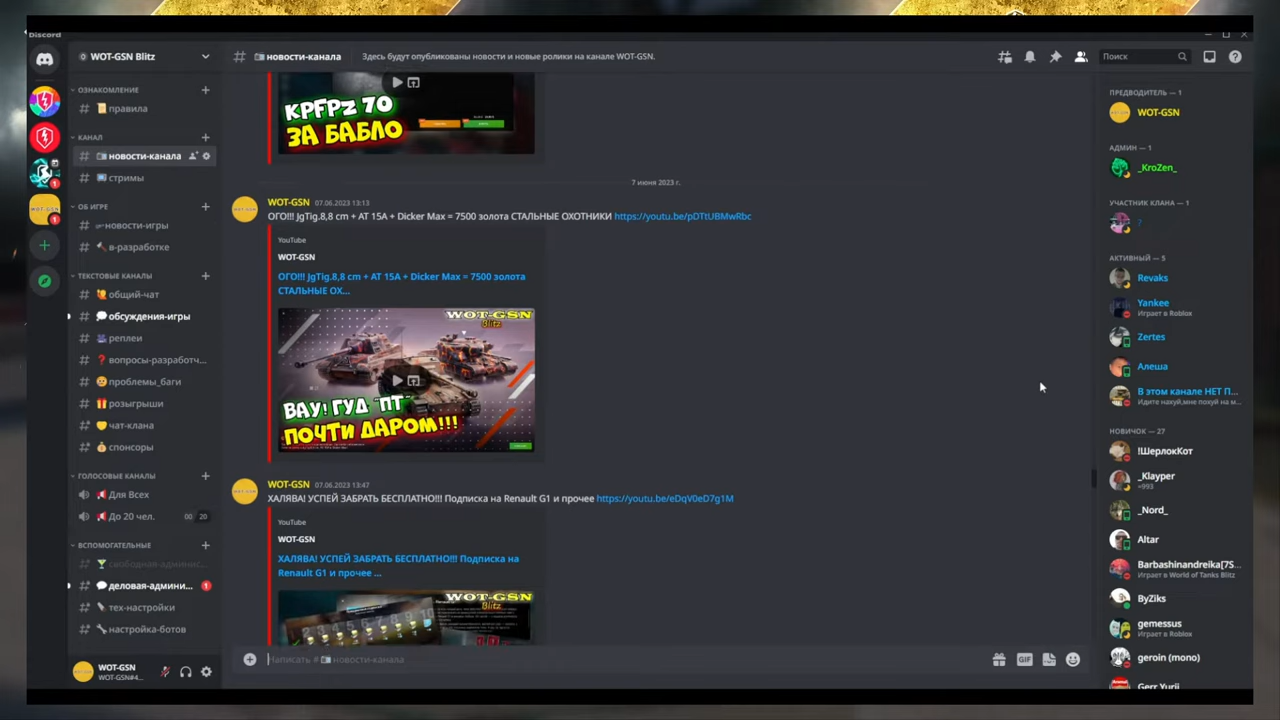 Discord
WOT-GSN Blitz
ОЗНАКОМЛЕНИЕ
правила
КАНАЛ
новости-канала
стримы
ОБ ИГРЕ
новости-игры
в-разработке
ТЕКСТОВЫЕ КАНАЛЫ
общий-чат
обсуждения-игры
реплеи
вопросы-разработч...
проблемы_баги
розыгрыши
чат-клана
спонсоры
ГОЛОСОВЫЕ КАНАЛЫ
Для Всех
До 20 чел. 00 20
ВСПОМОГАТЕЛЬНЫЕ
свободная-админис...
деловая-админи... 1
тех-настройки
настройка-ботов
WOT-GSN
WOT-GSN#4...
новости-канала Здесь будут опубликованы новости и новые ролики на канале WOT-GSN.
Поиск
KPFPZ 70
ЗА БАБЛО
7 июня 2023 г.
WOT-GSN 07.06.2023 13:13
ОГО!!! JgTig.8,8 cm + AT 15A + Dicker Max = 7500 золота СТАЛЬНЫЕ ОХОТНИКИ https://youtu.be/pDTtUBMwRbc
YouTube
WOT-GSN
ОГО!!! JgTig.8,8 cm + AT 15A + Dicker Max = 7500 золота
СТАЛЬНЫЕ ОХ...
WOT-GSN
Blitz
ВАУ! ГУД "ПТ"
ПОЧТИ ДАРОМ!!!
WOT-GSN 07.06.2023 13:47
ХАЛЯВА! УСПЕЙ ЗАБРАТЬ БЕСПЛАТНО!!! Подписка на Renault G1 и прочее https://youtu.be/eDqV0eD7g1M
YouTube
WOT-GSN
ХАЛЯВА! УСПЕЙ ЗАБРАТЬ БЕСПЛАТНО!!! Подписка на
Renault G1 и прочее ...
WOT-GSN
Blitz
Написать # новости-канала
GIF
ПРЕДВОДИТЕЛЬ — 1
WOT-GSN
АДМИН — 1
_KroZen_
УЧАСТНИК КЛАНА — 1
?
АКТИВНЫЙ — 5
Revaks
Yankee
Играет в Roblox
Zertes
Алеша
В этом канале НЕТ П...
Идите нахуй,мне похуй на м...
НОВИЧОК — 27
!ШерлокКот
_Klayper
+993
_Nord_
Altar
Barbashinandreika[7S...
Играет в World of Tanks Blitz
ByZiks
gemessus
Играет в Roblox
geroin (mono)
Gerr Yurii